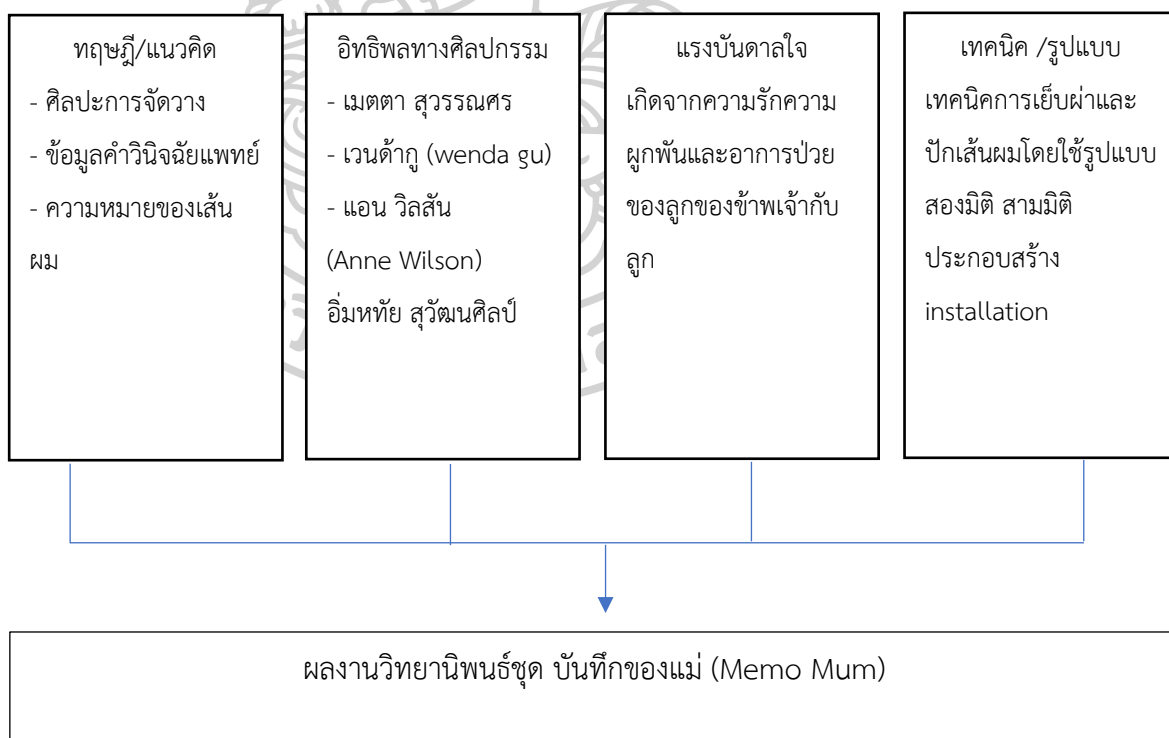 ทฤษฎี/แนวคิด
- ศิลปะการจัดวาง
- ข้อมูลคำวินิจฉัยแพทย์
- ความหมายของเส้น
ผม
อิทธิพลทางศิลปกรรม
- เมตตา สุวรรณศร
- เวนด้ากู (wenda gu)
- แอน วิลสัน
(Anne Wilson)
อิ่มหทัย สุวัฒนศิลป์
แรงบันดาลใจ
เกิดจากความรักความ
ผูกพันและอาการป่วย
ของลูกของข้าพเจ้ากับ
ลูก
เทคนิค /รูปแบบ
เทคนิคการเย็บผ่าและ
ปักเส้นผมโดยใช้รูปแบบ
สองมิติ สามมิติ
ประกอบสร้าง
installation
ผลงานวิทยานิพนธ์ชุด บันทึกของแม่ (Memo Mum)